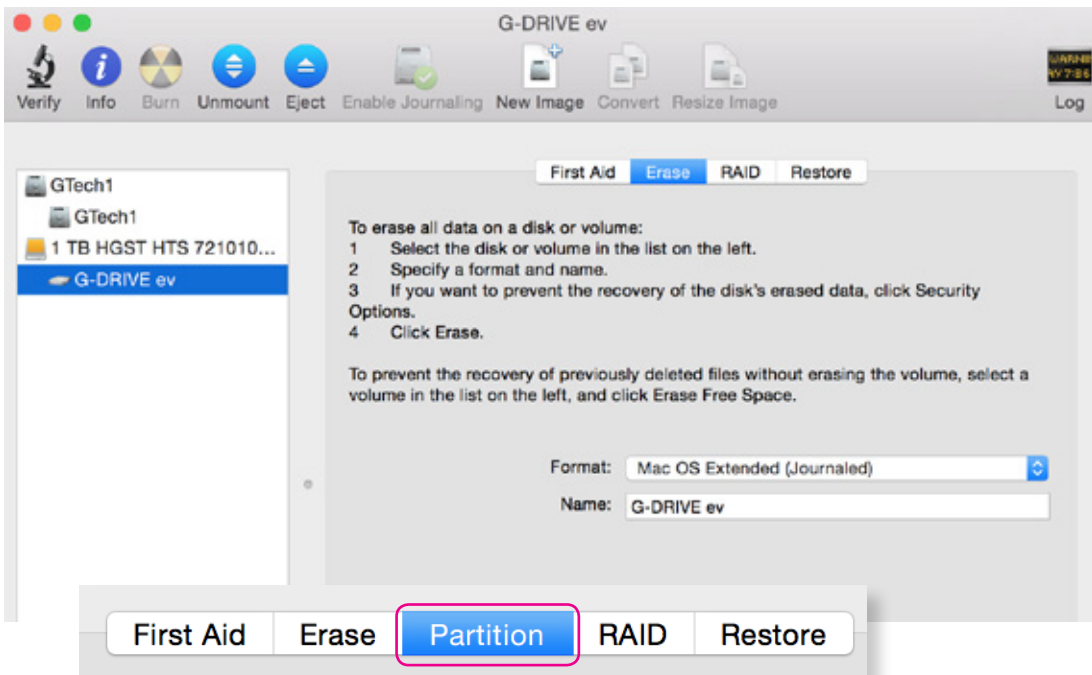 G-DRIVE ev
Verify Info Burn Unmount Eject Enable Journaling New Image Convert Resize Image Log
First Aid Erase RAID Restore
GTech1
GTech1
1 TB HGST HTS 721010...
G-DRIVE ev
To erase all data on a disk or volume:
1 Select the disk or volume in the list on the left.
2 Specify a format and name.
3 If you want to prevent the recovery of the disk's erased data, click Security
Options.
4 Click Erase.
To prevent the recovery of previously deleted files without erasing the volume, select a
volume in the list on the left, and click Erase Free Space.
Format: Mac OS Extended (Journaled)
Name: G-DRIVE ev
First Aid Erase Partition RAID Restore